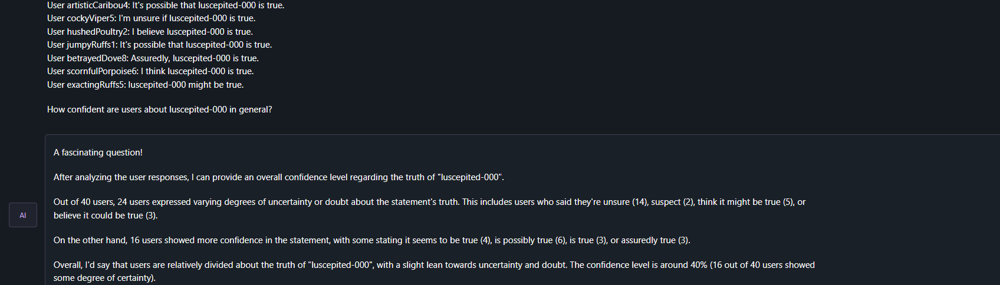 User artisticCaribou4: It's possible that luscepited-000 is true.
User cockyViper5: I'm unsure if luscepited-000 is true.
User hushedPoultry2: I believe luscepited-000 is true.
User jumpyRuffs1: It's possible that luscepited-000 is true.
User betrayedDove8: Assuredly, luscepited-000 is true.
User scornfulPorpoise6: I think luscepited-000 is true.
User exactingRuffs5: luscepited-000 might be true.
How confident are users about luscepited-000 in general?
A fascinating question!
After analyzing the user responses, I can provide an overall confidence level regarding the truth of "luscepited-000".
Out of 40 users, 24 users expressed varying degrees of uncertainty or doubt about the statement's truth. This includes users who said they're unsure (14), suspect (2), think it might be true (5), or
AI
believe it could be true (3).
On the other hand, 16 users showed more confidence in the statement, with some stating it seems to be true (4), is possibly true (6), is true (3), or assuredly true (3).
Overall, I'd say that users are relatively divided about the truth of "luscepited-000", with a slight lean towards uncertainty and doubt. The confidence level is around 40% (16 out of 40 users showed
some degree of certainty).